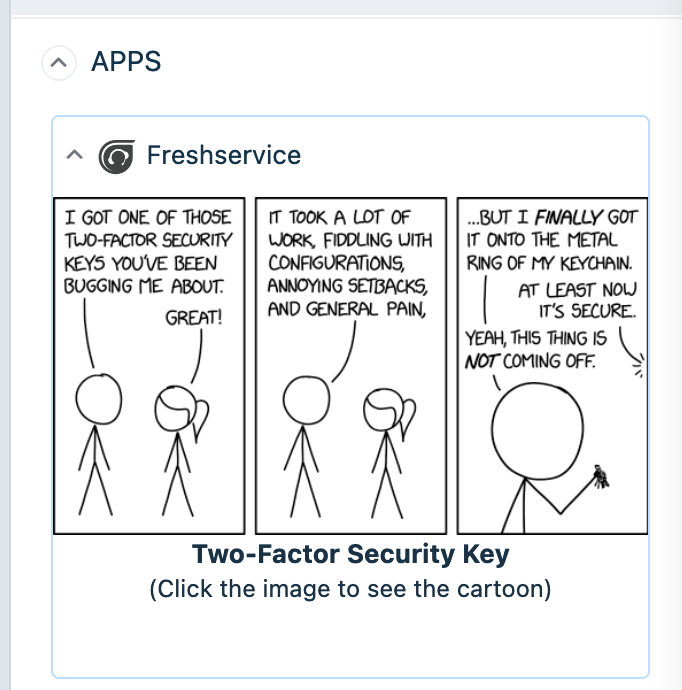 APPS
Freshservice
I GOT ONE OF THOSE
TWO-FACTOR SECURITY
KEYS YOU'VE BEEN
BUGGING ME ABOUT.
GREAT!
IT TOOK A LOT OF
WORK, FIDDLING WITH
CONFIGURATIONS,
ANNOYING SETBACKS,
AND GENERAL PAIN,
...BUT I FINALLY GOT
IT ONTO THE METAL
RING OF MY KEYCHAIN.
AT LEAST NOW
IT'S SECURE.
YEAH, THIS THING IS
NOT COMING OFF.
Two-Factor Security Key
(Click the image to see the cartoon)